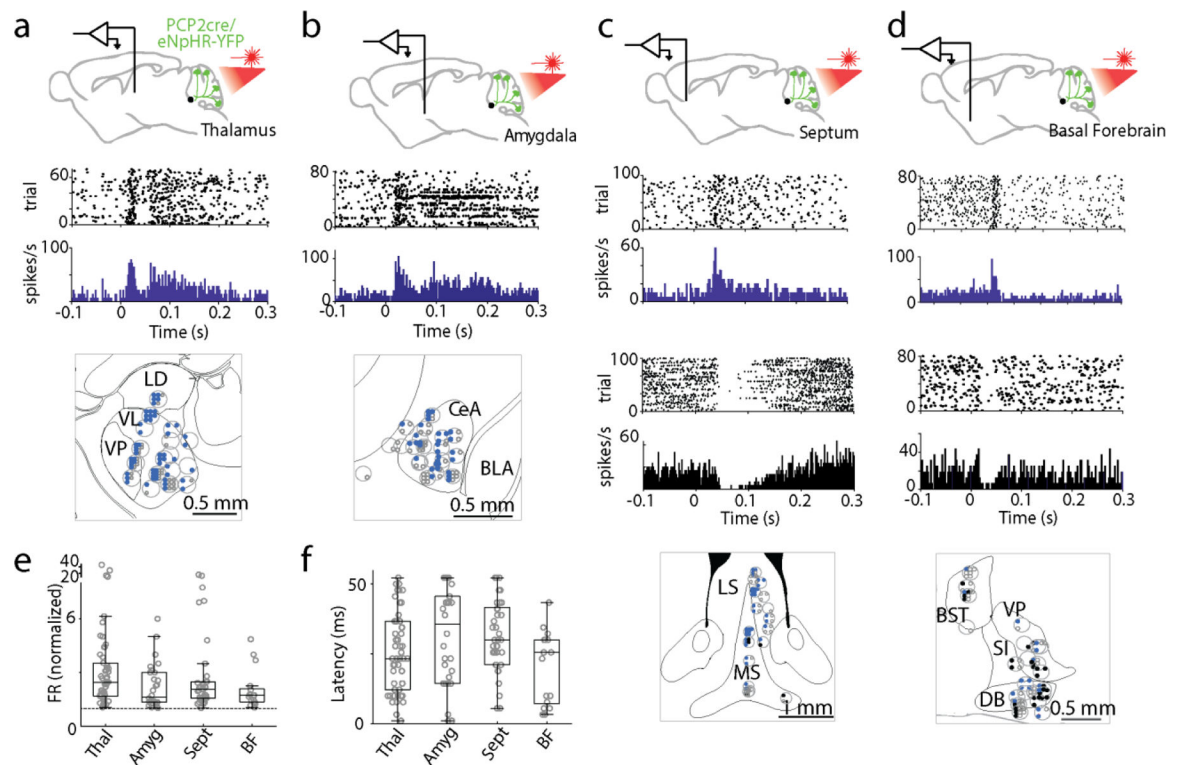 a
PCP2cre/
eNpHR-YFP
Thalamus
trial
60
0
spikes/s
100
0
-0.1 0 0.1 0.2 0.3
Time (s)
LD
VL
VP
0.5 mm
b
Amygdala
80
0
100
0
-0.1 0 0.1 0.2 0.3
Time (s)
CeA
BLA
0.5 mm
c
Septum
trial
100
0
spikes/s
60
0
trial
100
0
spikes/s
60
0
-0.1 0 0.1 0.2 0.3
Time (s)
LS
MS
1 mm
d
Basal Forebrain
80
0
100
0
80
0
40
0
-0.1 0 0.1 0.2 0.3
Time (s)
BST
VP
SI
DB
0.5 mm
e
FR (normalized)
40
20
6
0
Thal Amyg Sept BF
f
Latency (ms)
50
0
Thal Amyg Sept BF